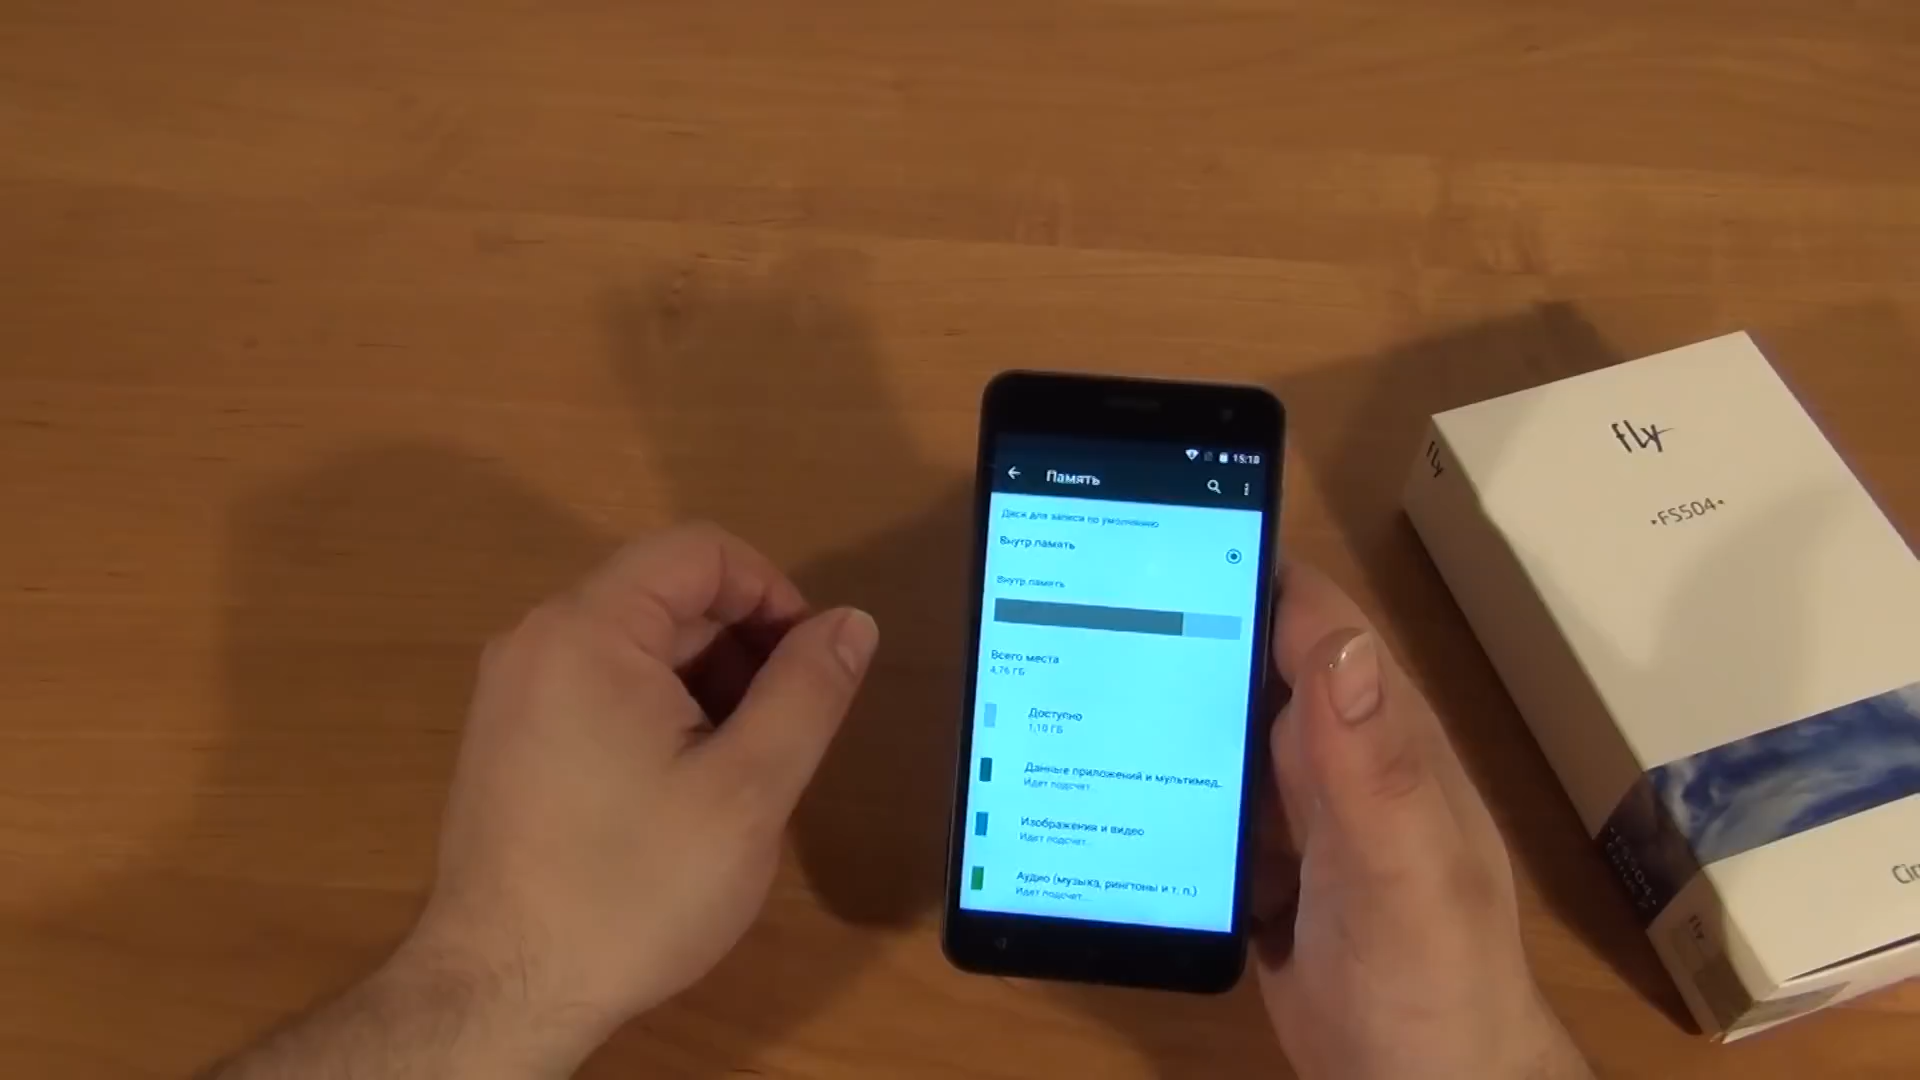 15:18
Память
Диск для записи по умолчанию
Внутр.память
Внутр.память
Всего места
4,76 ГБ
Доступно
1,10 ГБ
Данные приложений и мультимед...
Идет подсчет...
Изображения и видео
Идет подсчет...
Аудио (музыка, рингтоны и т. п.)
Идет подсчет...
fly
•FS504•
fly
Cir
fly